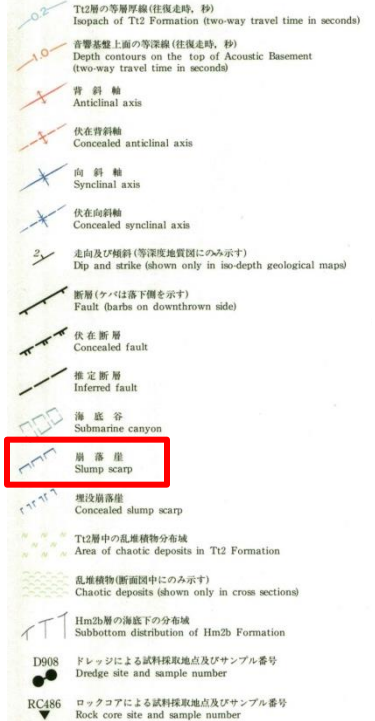 0.2
Tt2層の等層厚線(往復走時, 秒)
Isopach of Tt2 Formation (two-way travel time in seconds)
1.0
音響基盤上面の等深線(往復走時, 秒)
Depth contours on the top of Acoustic Basement
(two-way travel time in seconds)
背斜軸
Anticlinal axis
伏在背斜軸
Concealed anticlinal axis
向斜軸
Synclinal axis
伏在向斜軸
Concealed synclinal axis
2
走向及び傾斜(等深度地質図にのみ示す)
Dip and strike (shown only in iso-depth geological maps)
断層(ケバは落下側を示す)
Fault (barbs on downthrown side)
伏在断層
Concealed fault
推定断層
Inferred fault
海底谷
Submarine canyon
崩落崖
Slump scarp
埋没崩落崖
Concealed slump scarp
Tt2層中の乱堆積物分布域
Area of chaotic deposits in Tt2 Formation
乱堆積物(断面図中にのみ示す)
Chaotic deposits (shown only in cross sections)
Hm2b層の海底下の分布域
Subbottom distribution of Hm2b Formation
D908
ドレッジによる試料採取地点及びサンプル番号
Dredge site and sample number
RC486
ロックコアによる試料採取地点及びサンプル番号
Rock core site and sample number